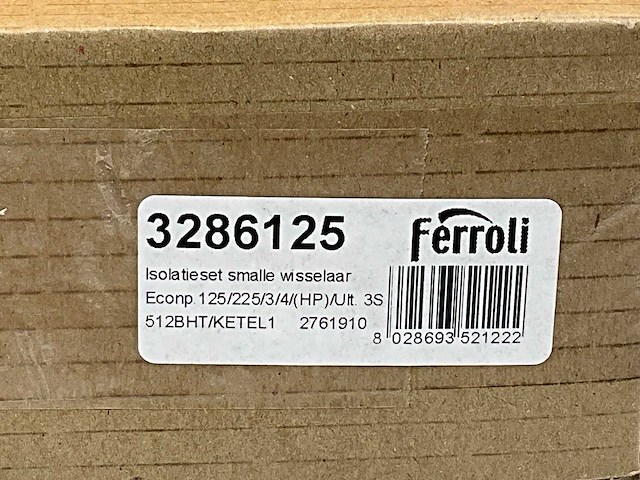 3286125
ferroli
Isolatieset smalle wisselaar
Econp.125/225/3/4/(HP)/Ult. 3S
512BHT/KETEL1 2761910
8 028693 521222